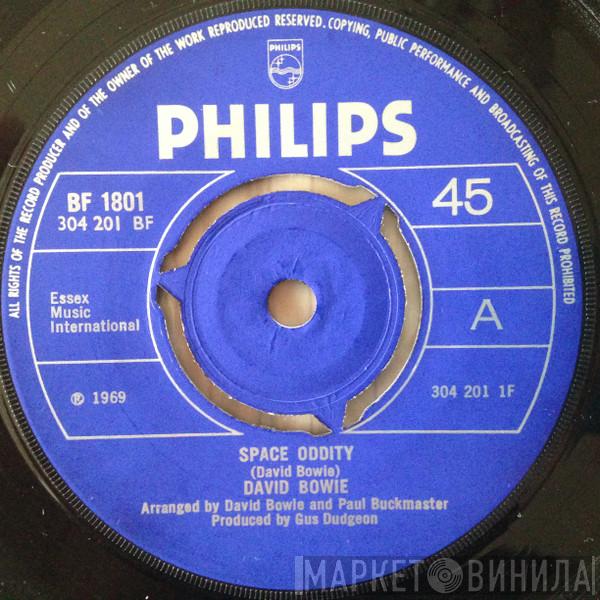 ALL RIGHTS OF THE RECORD PRODUCER AND OF THE OWNER OF THE WORK REPRODUCED RESERVED. COPYING, PUBLIC PERFORMANCE AND BROADCASTING OF THIS RECORD PROHIBITED
PHILIPS
PHILIPS
BF 1801
304 201 BF
45
Essex
Music
International
A
℗ 1969
304 201 1F
SPACE ODDITY
(David Bowie)
DAVID BOWIE
Arranged by David Bowie and Paul Buckmaster
Produced by Gus Dudgeon
МАРКЕТ ВИНИЛА